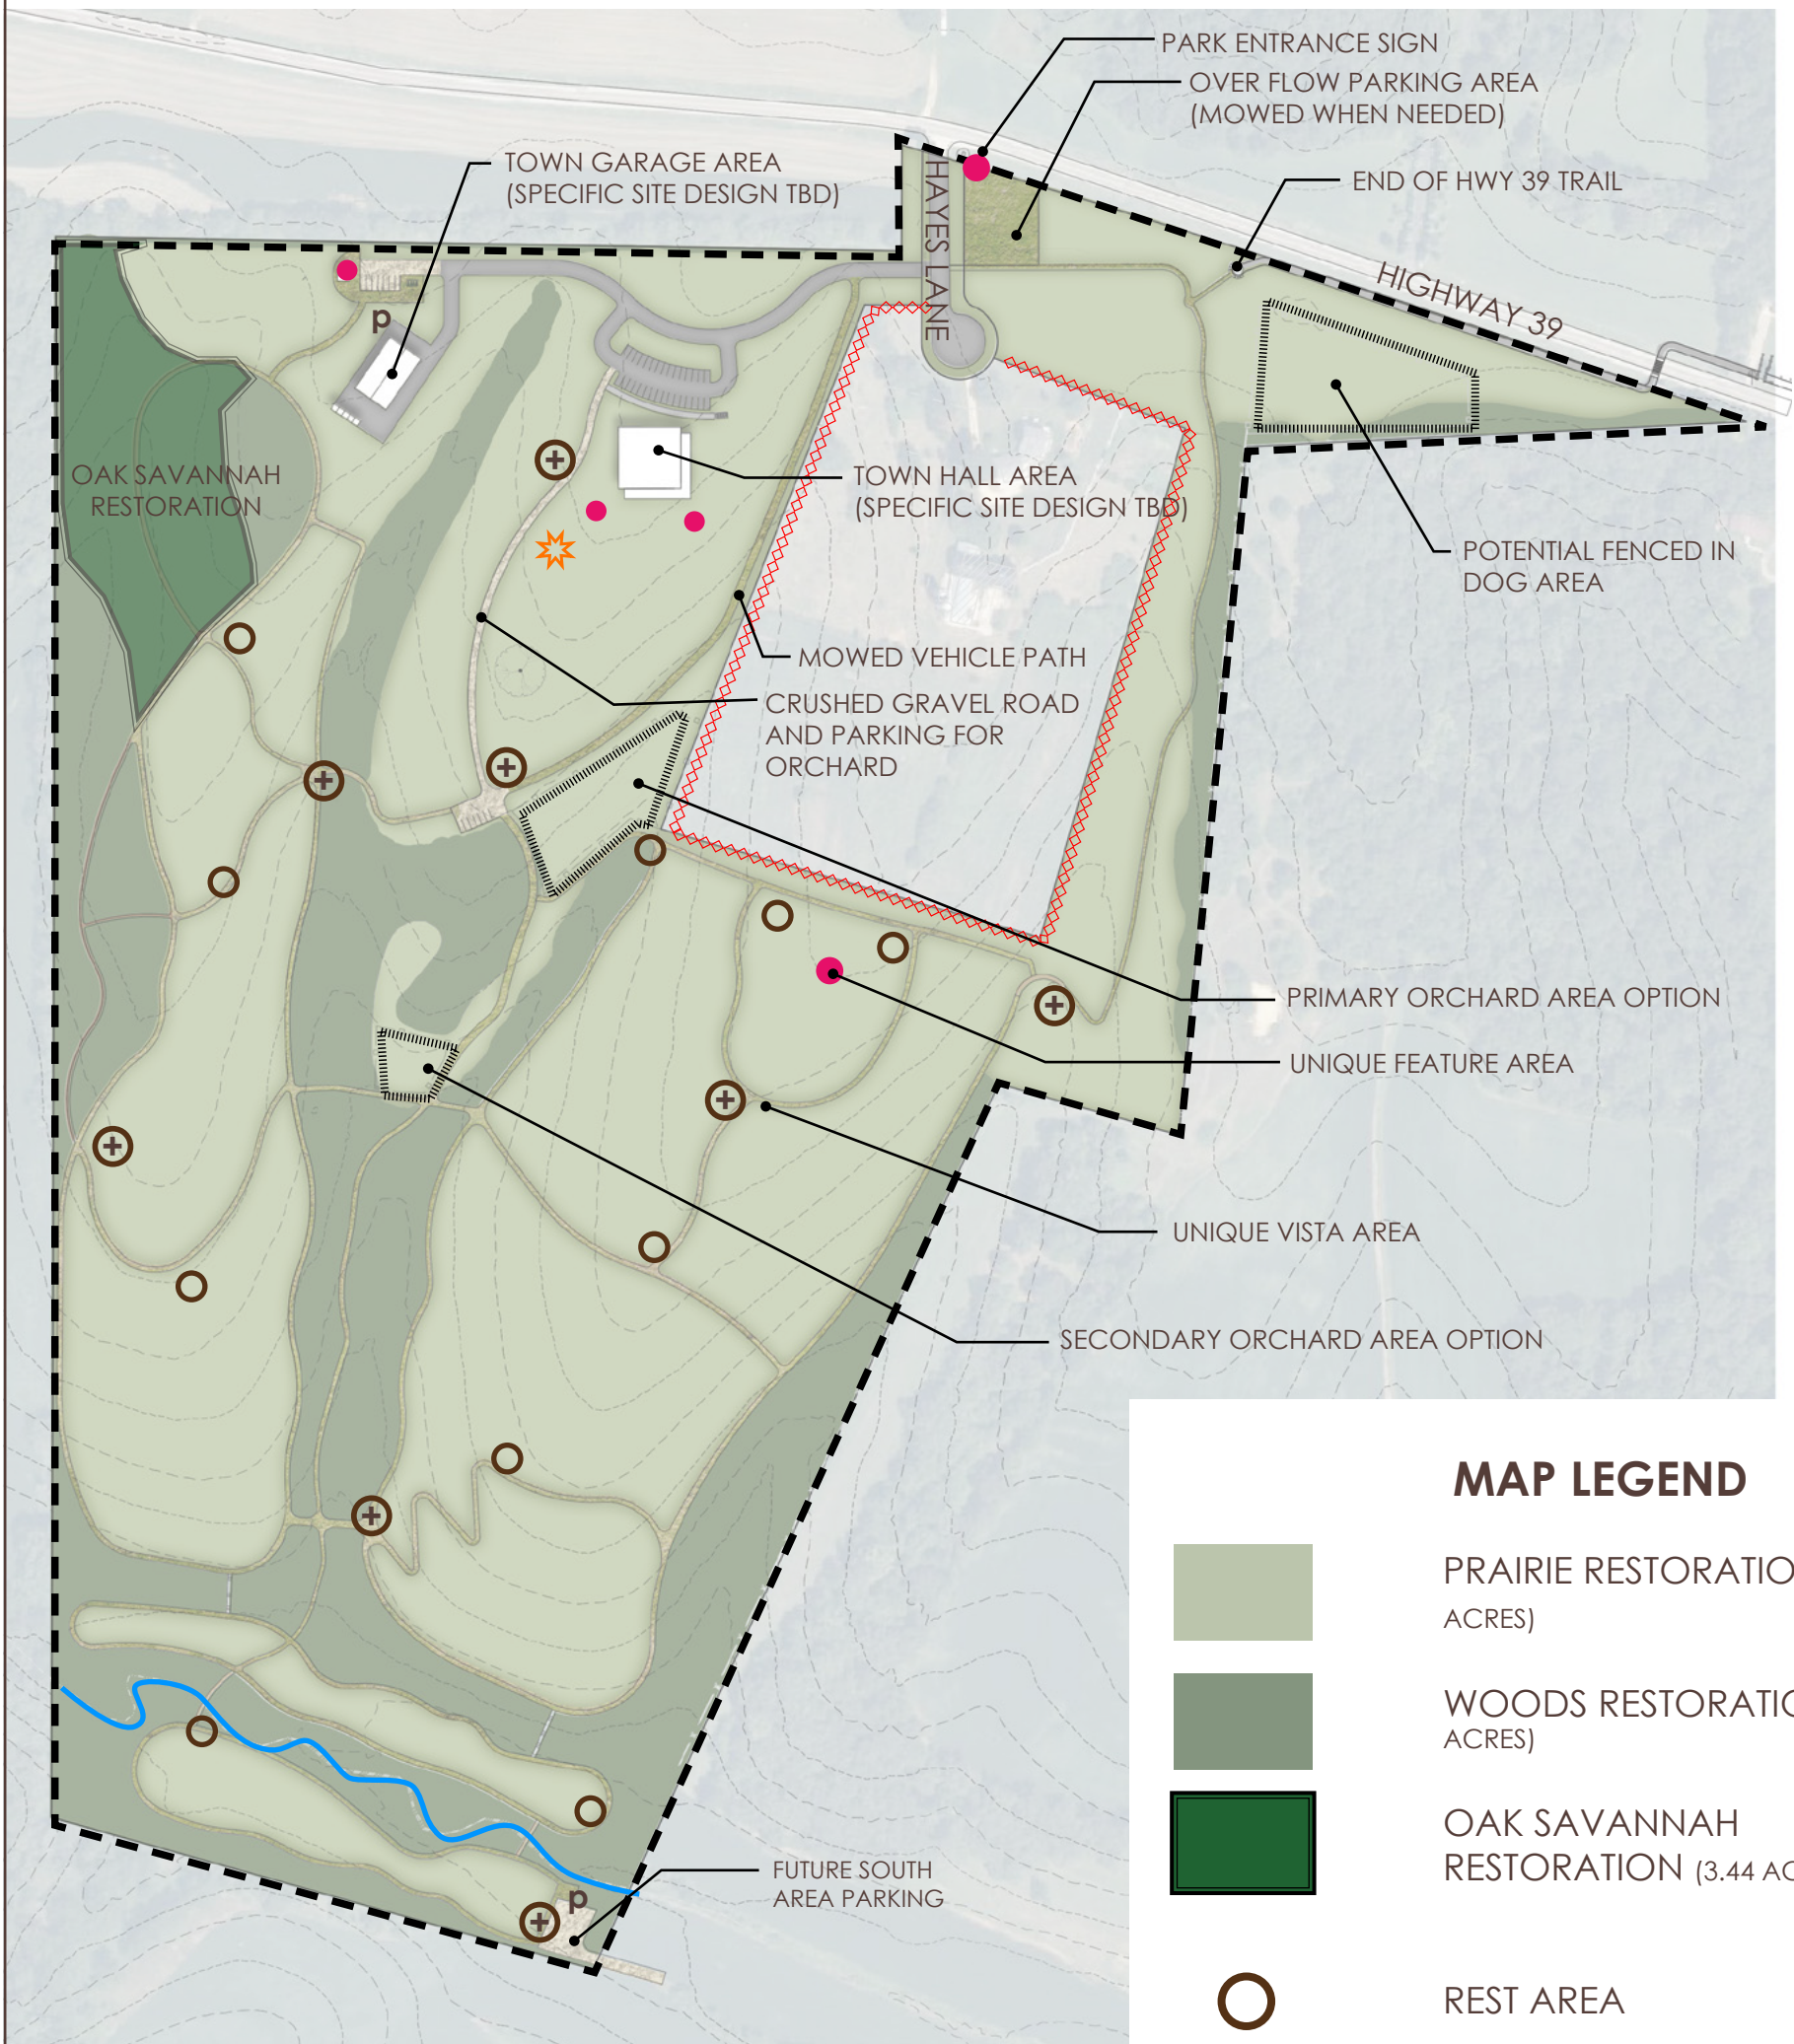 PARK ENTRANCE SIGN
OVER FLOW PARKING AREA
(MOWED WHEN NEEDED)
TOWN GARAGE AREA
(SPECIFIC SITE DESIGN TBD)
END OF HWY 39 TRAIL
HAYES LANE
HIGHWAY 39
p
OAK SAVANNAH
RESTORATION
TOWN HALL AREA
(SPECIFIC SITE DESIGN TBD)
POTENTIAL FENCED IN
DOG AREA
MOWED VEHICLE PATH
CRUSHED GRAVEL ROAD
AND PARKING FOR
ORCHARD
PRIMARY ORCHARD AREA OPTION
UNIQUE FEATURE AREA
UNIQUE VISTA AREA
SECONDARY ORCHARD AREA OPTION
FUTURE SOUTH
AREA PARKING
p
MAP LEGEND
PRAIRIE RESTORATIO
ACRES)
WOODS RESTORATIO
ACRES)
OAK SAVANNAH
RESTORATION (3.44 AC
REST AREA